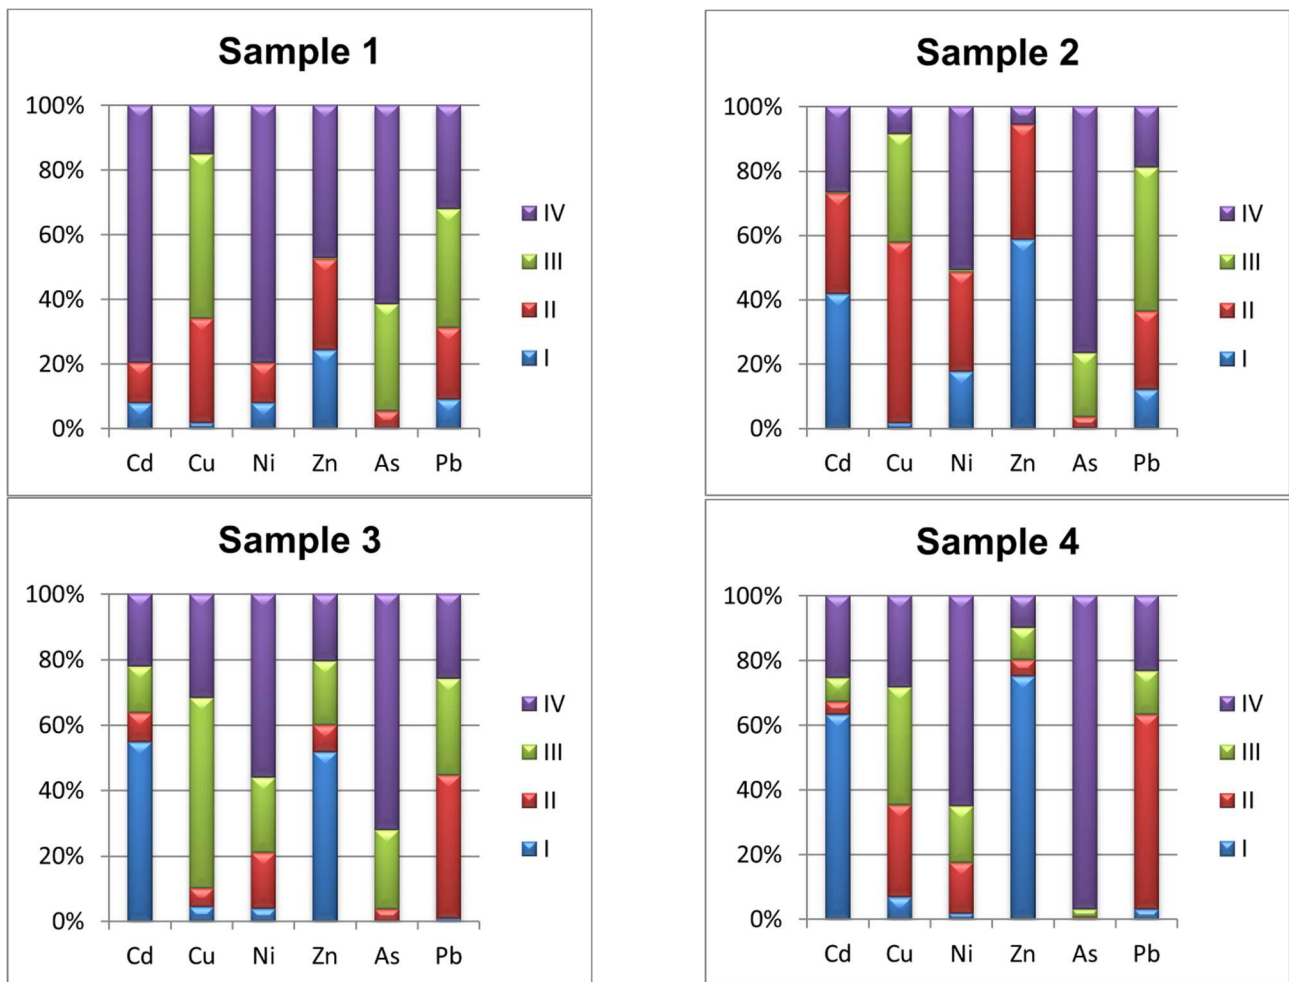 Sample 1
100%
80%
60%
40%
20%
0%
Cd Cu Ni Zn As Pb
IV
III
II
I
Sample 2
100%
80%
60%
40%
20%
0%
Cd Cu Ni Zn As Pb
IV
III
II
I
Sample 3
100%
80%
60%
40%
20%
0%
Cd Cu Ni Zn As Pb
IV
III
II
I
Sample 4
100%
80%
60%
40%
20%
0%
Cd Cu Ni Zn As Pb
IV
III
II
I